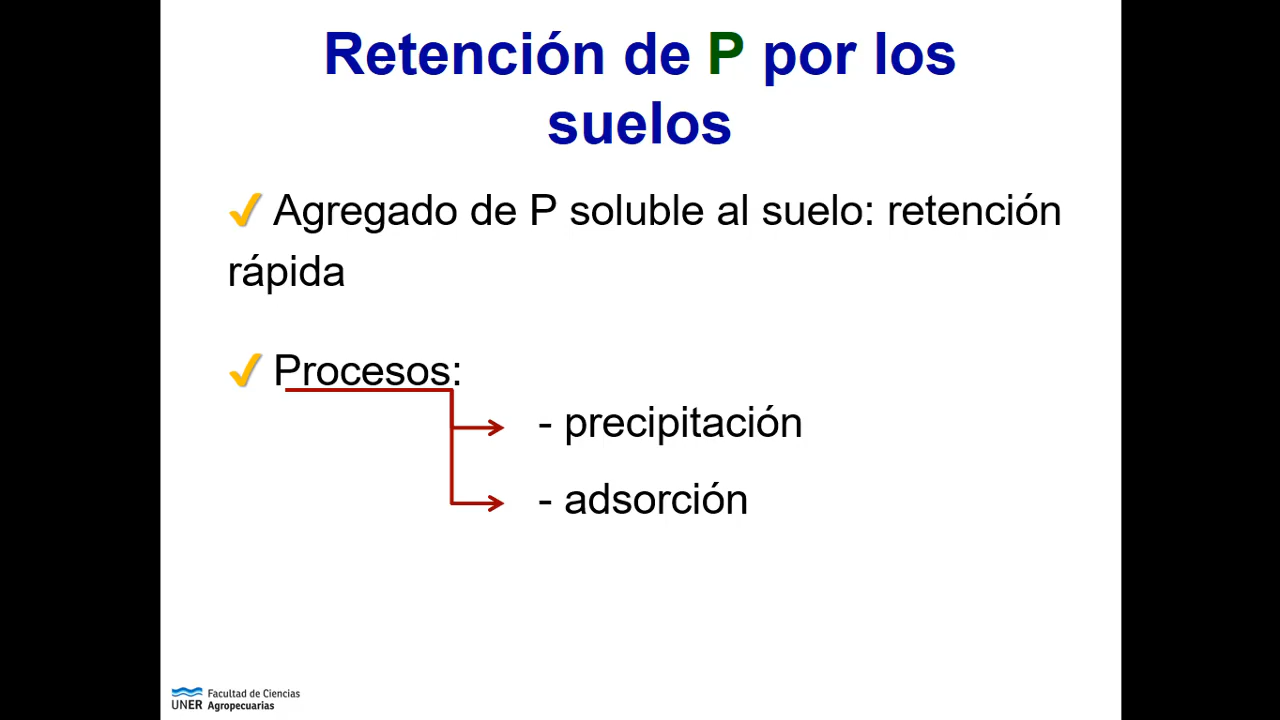 Retención de P por los
suelos
✓ Agregado de P soluble al suelo: retención
rápida
✓ Procesos:
- precipitación
- adsorción
UNER Facultad de Ciencias
Agropecuarias